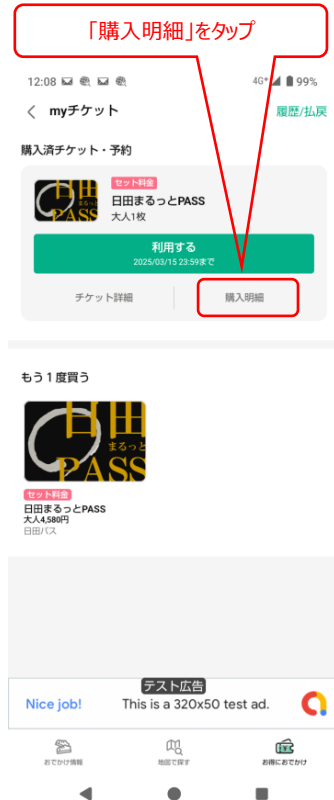 「購入明細」をタップ
12:08
4G+ 99%
myチケット
履歴/払戻
購入済チケット・予約
日田
まるっと
PASS
セット料金
日田まるっとPASS
大人1枚
利用する
2025/03/15 23:59まで
チケット詳細
購入明細
もう1度買う
日田
まるっと
PASS
セット料金
日田まるっとPASS
大人4,580円
日田バス
テスト広告
Nice job!
This is a 320x50 test ad.
おでかけ情報
地図で探す
お得におでかけ